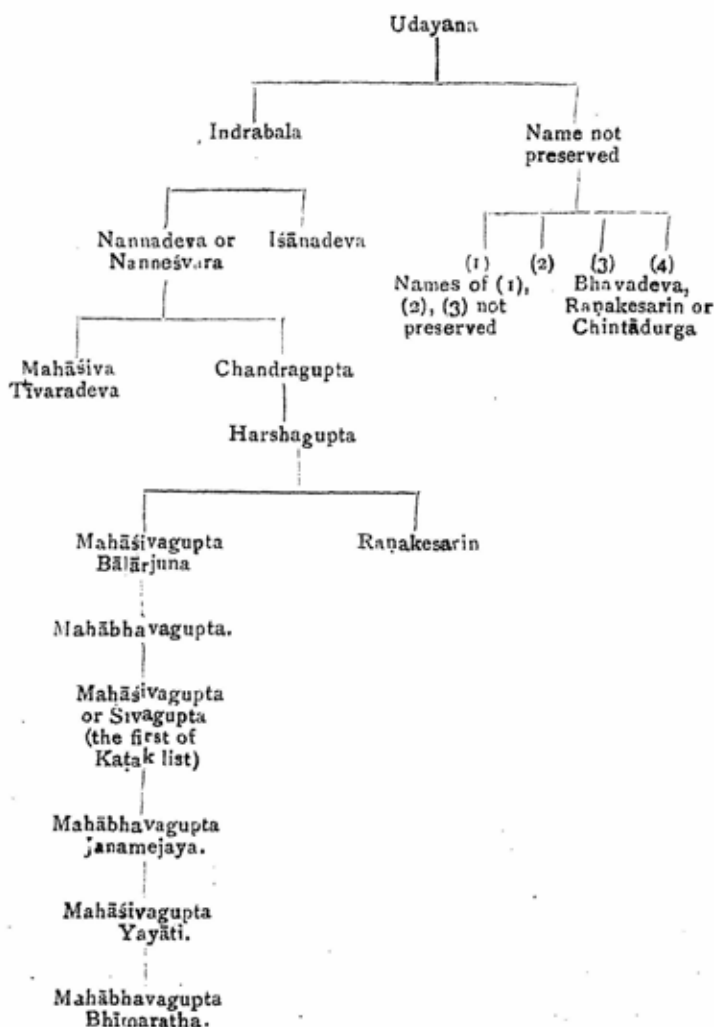 Udayana
Indrabala
Name not
preserved
Nannadeva or
Nanneśvara
Iśānadeva
(1) (2) (3) (4)
Names of (1),
(2), (3) not
preserved
Bhavadeva,
Raṇakesarin or
Chintādurga
Mahāśiva
Tīvaradeva
Chandragupta
Harshagupta
Mahāśivagupta
Bālārjuna
Raṇakesarin
Mahābhavagupta.
Mahāśivagupta
or Śivagupta
(the first of
Kaṭak list)
Mahābhavagupta
Janamejaya.
Mahāśivagupta
Yayāti.
Mahābhavagupta
Bhīmaratha.